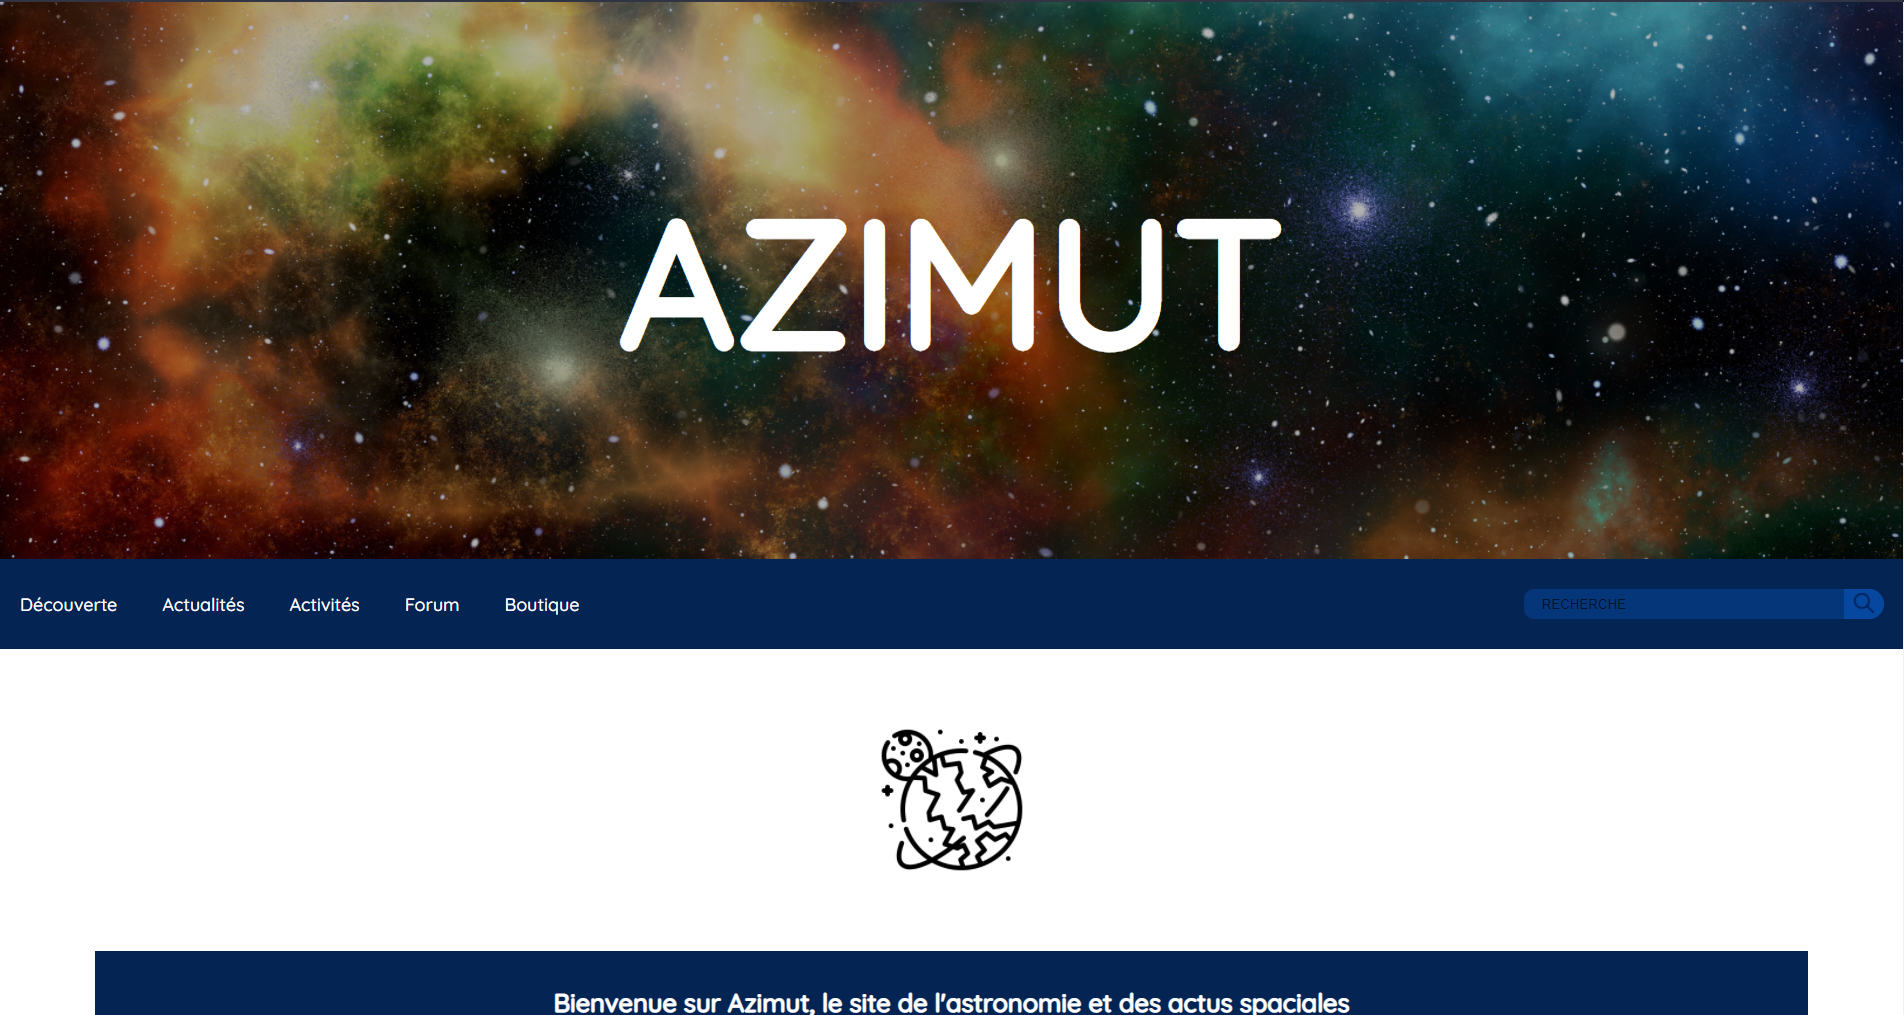 AZIMUT
Découverte Actualités Activités Forum Boutique RECHERCHE
Bienvenue sur Azimut, le site de l'astronomie et des actus spaciales